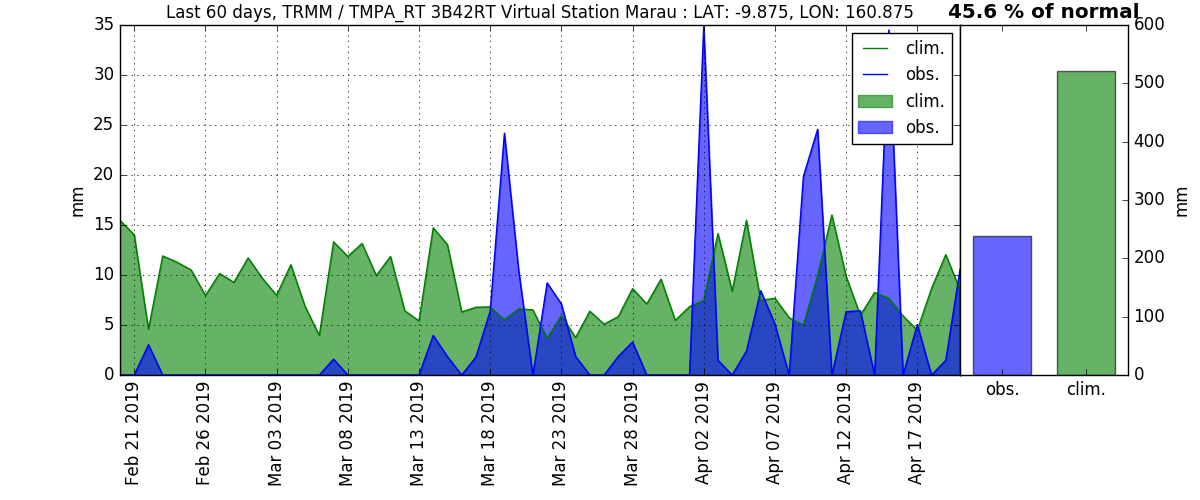 Last 60 days, TRMM / TMPA_RT 3B42RT Virtual Station Marau : LAT: -9.875, LON: 160.875
45.6 % of normal
35
30
25
20
15
10
5
0
mm
clim.
obs.
clim.
obs.
Feb 21 2019
Feb 26 2019
Mar 03 2019
Mar 08 2019
Mar 13 2019
Mar 18 2019
Mar 23 2019
Mar 28 2019
Apr 02 2019
Apr 07 2019
Apr 12 2019
Apr 17 2019
600
500
400
300
200
100
0
mm
obs.
clim.